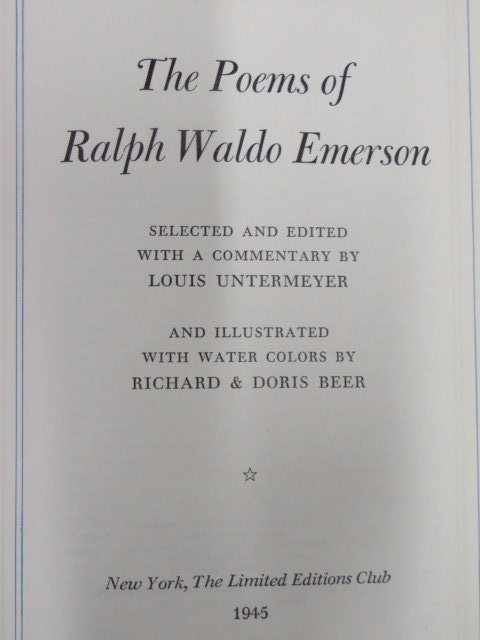 The Poems of
Ralph Waldo Emerson
SELECTED AND EDITED
WITH A COMMENTARY BY
LOUIS UNTERMEYER
AND ILLUSTRATED
WITH WATER COLORS BY
RICHARD & DORIS BEER
☆
New York, The Limited Editions Club
1945